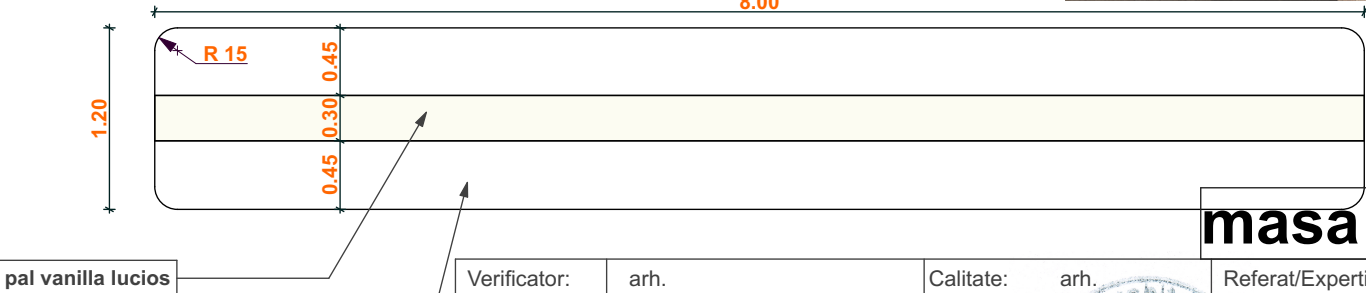 8.00
R 15
0.45
1.20
0.30
0.45
masa
pal vanilla lucios
Verificator: arh. Calitate: arh. Referat/Experti